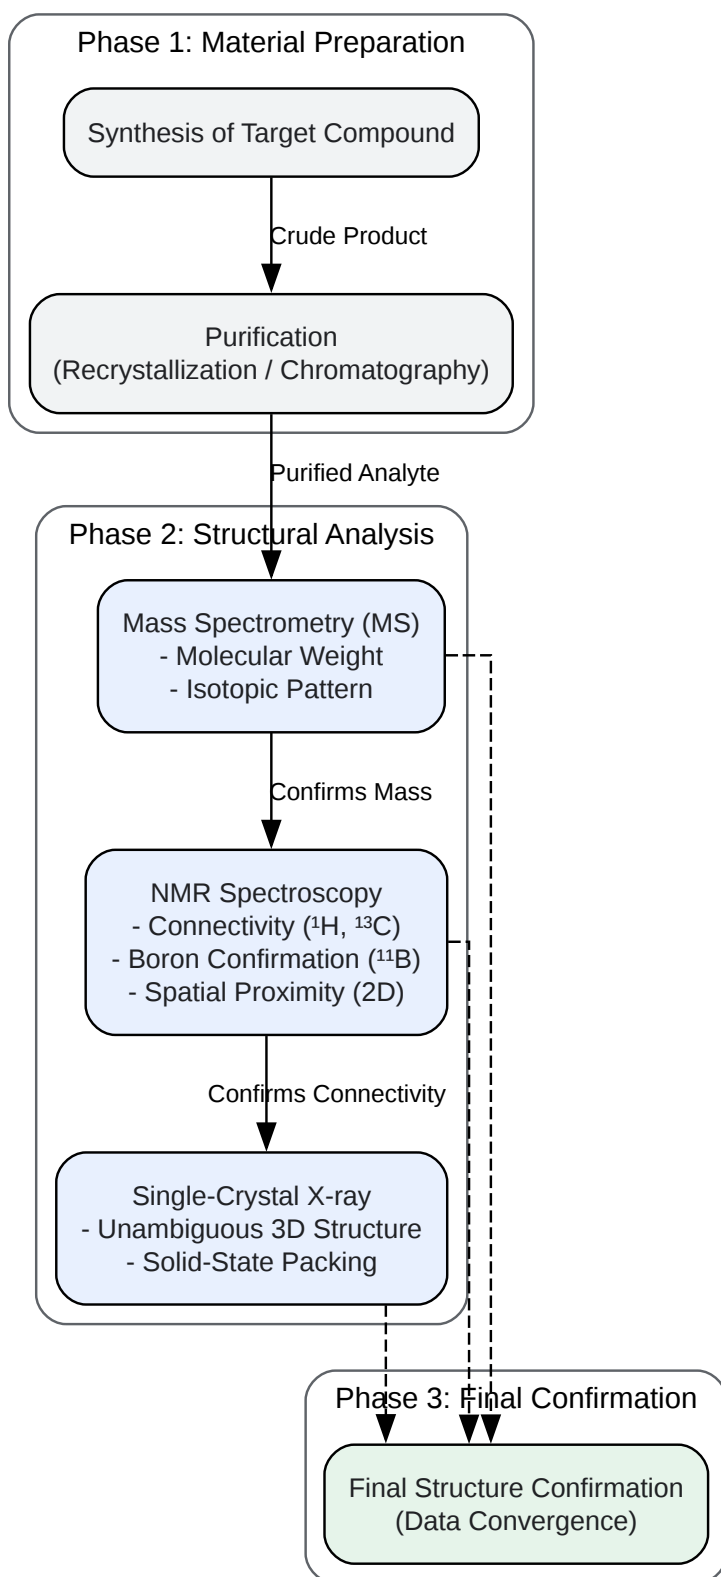 Phase 1: Material Preparation
Synthesis of Target Compound
Crude Product
Purification
(Recrystallization / Chromatography)
Purified Analyte
Phase 2: Structural Analysis
Mass Spectrometry (MS)
- Molecular Weight
- Isotopic Pattern
Confirms Mass
NMR Spectroscopy
- Connectivity (¹H, ¹³C)
- Boron Confirmation (¹¹B)
- Spatial Proximity (2D)
Confirms Connectivity
Single-Crystal X-ray
- Unambiguous 3D Structure
- Solid-State Packing
Phase 3: Final Confirmation
Final Structure Confirmation
(Data Convergence)